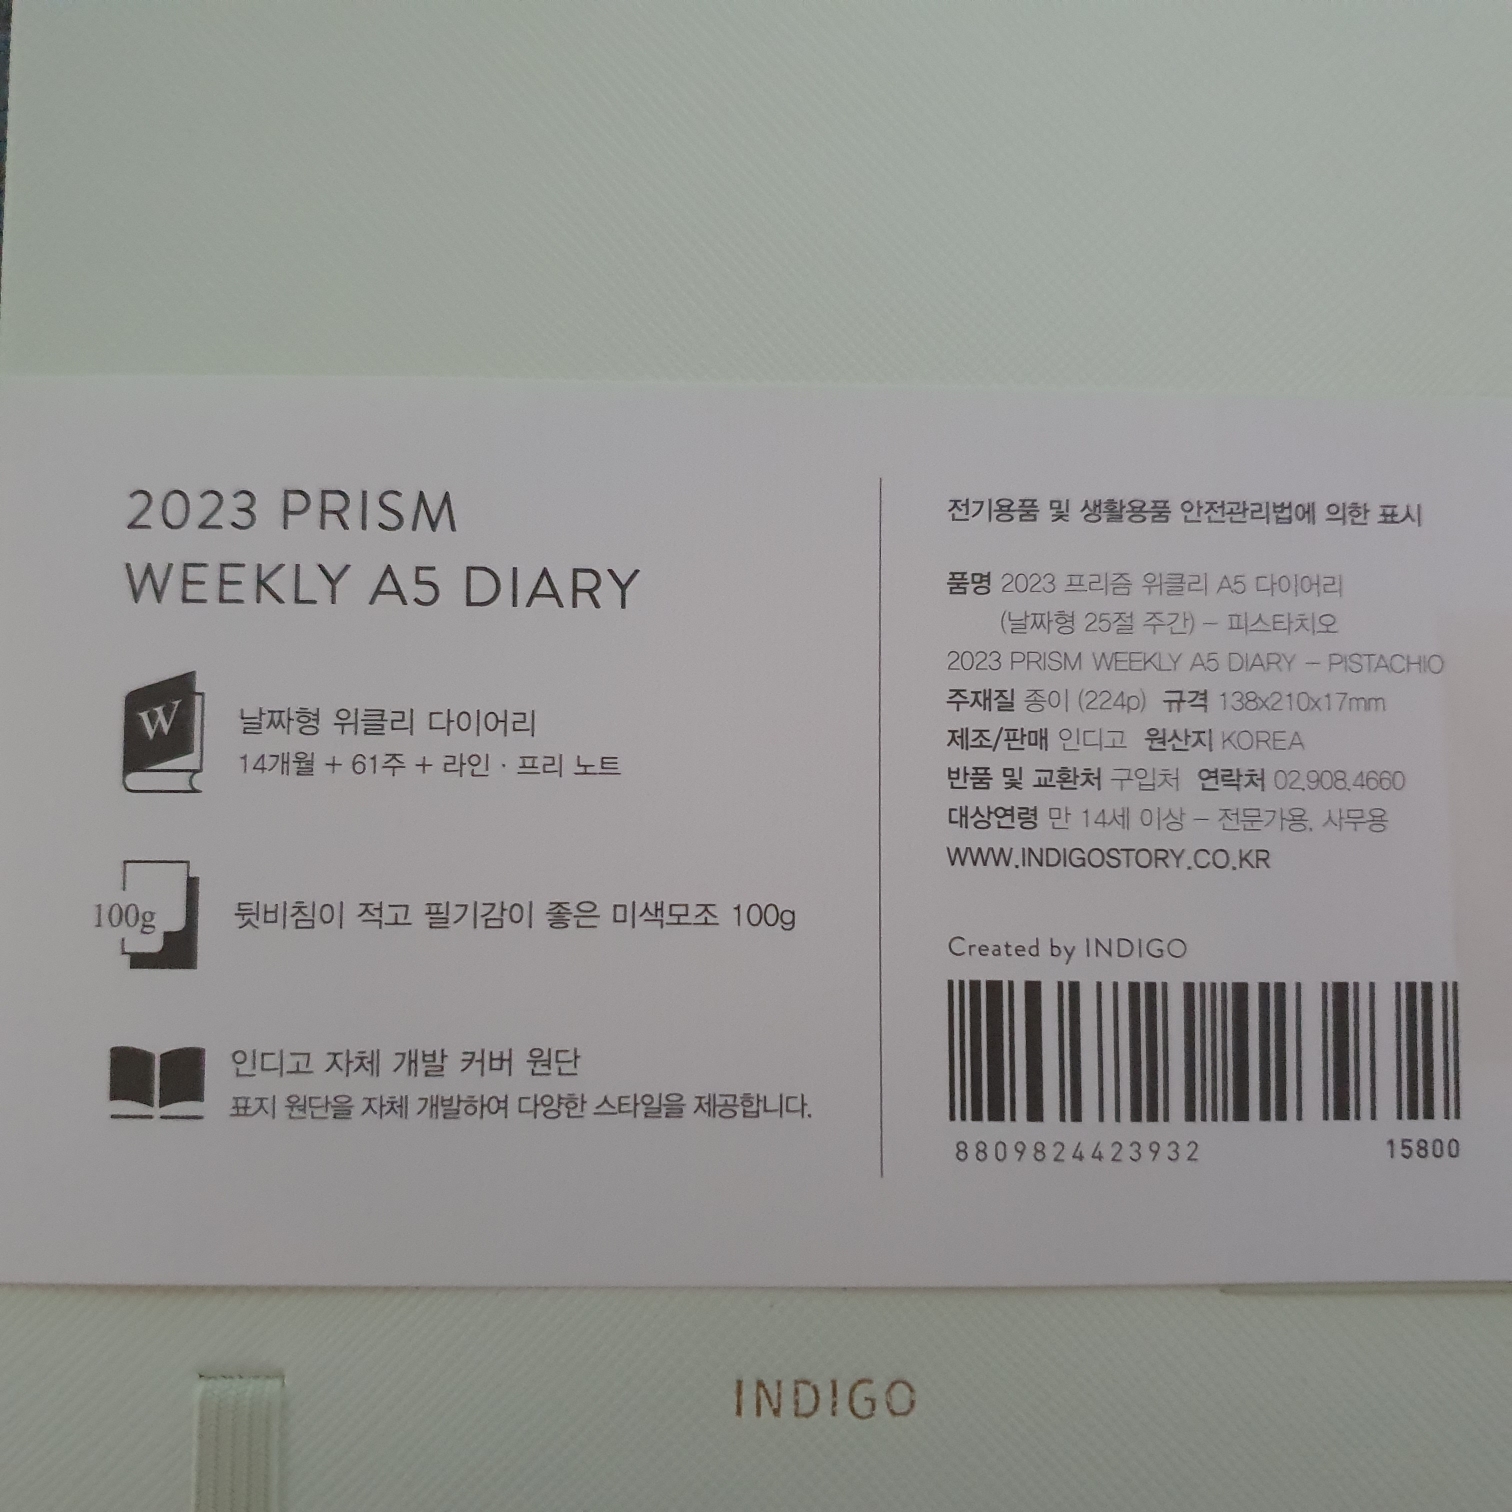 2023 PRISM
WEEKLY A5 DIARY
W
날짜형 위클리 다이어리
14개월 + 61주 + 라인 · 프리 노트
100g
뒷비침이 적고 필기감이 좋은 미색모조 100g
인디고 자체 개발 커버 원단
표지 원단을 자체 개발하여 다양한 스타일을 제공합니다.
전기용품 및 생활용품 안전관리법에 의한 표시
품명 2023 프리즘 위클리 A5 다이어리
(날짜형 25절 주간) – 피스타치오
2023 PRISM WEEKLY A5 DIARY – PISTACHIO
주재질 종이 (224p) 규격 138x210x17mm
제조/판매 인디고 원산지 KOREA
반품 및 교환처 구입처 연락처 02.908.4660
대상연령 만 14세 이상 – 전문가용, 사무용
WWW.INDIGOSTORY.CO.KR
Created by INDIGO
8809824423932 15800
INDIGO